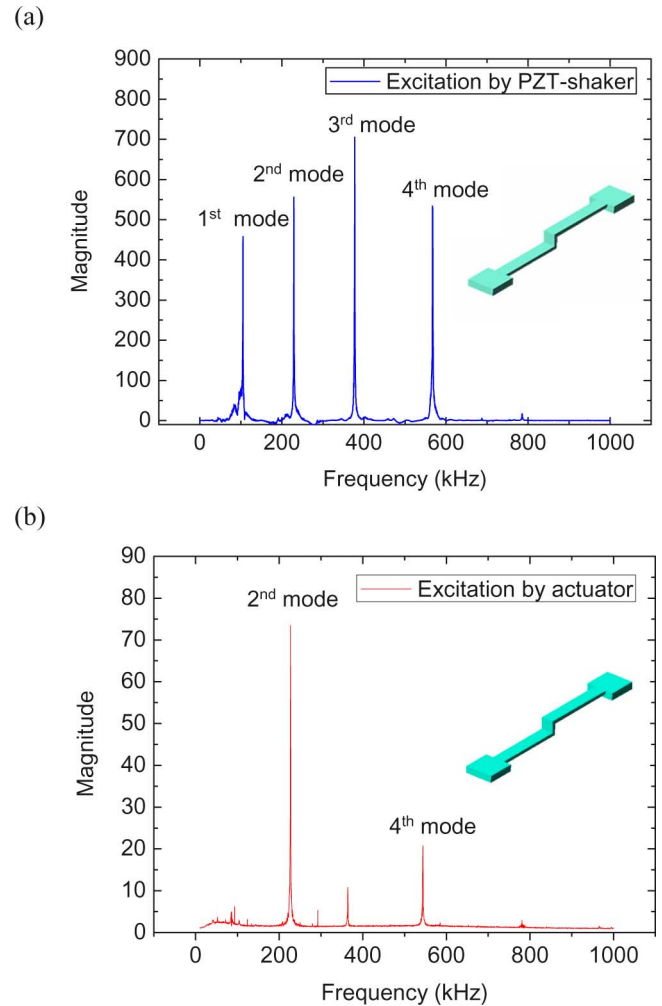 (a)
900
800
700
600
500
400
300
200
100
0
Magnitude
Excitation by PZT-shaker
1st mode
2nd mode
3rd mode
4th mode
0 200 400 600 800 1000
Frequency (kHz)
(b)
90
80
70
60
50
40
30
20
10
0
Magnitude
Excitation by actuator
2nd mode
4th mode
0 200 400 600 800 1000
Frequency (kHz)